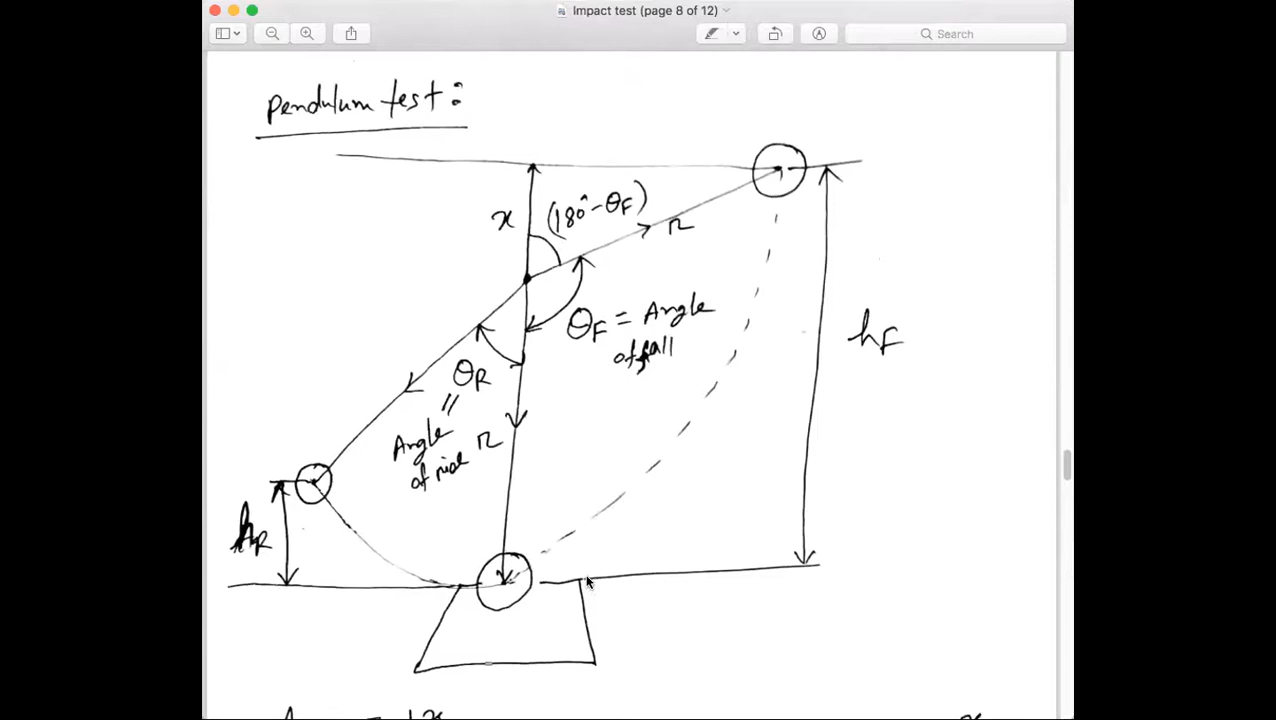 Impact test (page 8 of 12)
Search
Pendulum test:
x
(180°-θF)
r
θF = Angle
of fall
hF
θR
=
Angle
of rise
r
hR